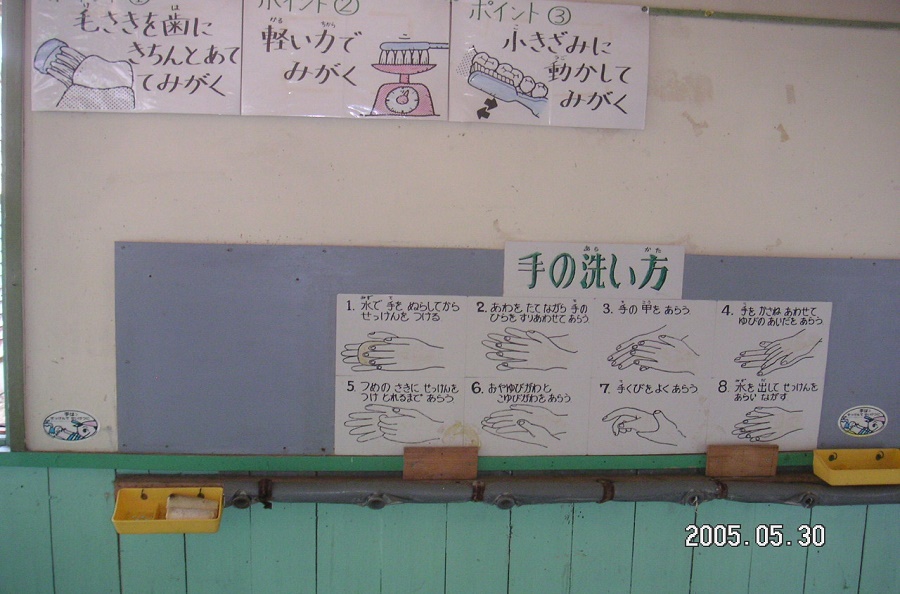 ポイント②
ポイント③
毛さきを歯に
きちんとあて
てみがく
軽い力で
みがく
小きざみに
動かして
みがく
手の洗い方
1. 水で 手を ぬらしてから
せっけんを つける
2. あわを たてながら 手の
ひらを すりあわせて あらう
3. 手の 甲を あらう
4. 手を かさね あわせて
ゆびの あいだを あらう
5. つめの さきに せっけんを
つけ とれるまで あらう
6. おやゆびがわと
こゆびがわを あらう
7. 手くびを よく あらう
8. 水を 出して せっけんを
あらい ながす
2005.05.30